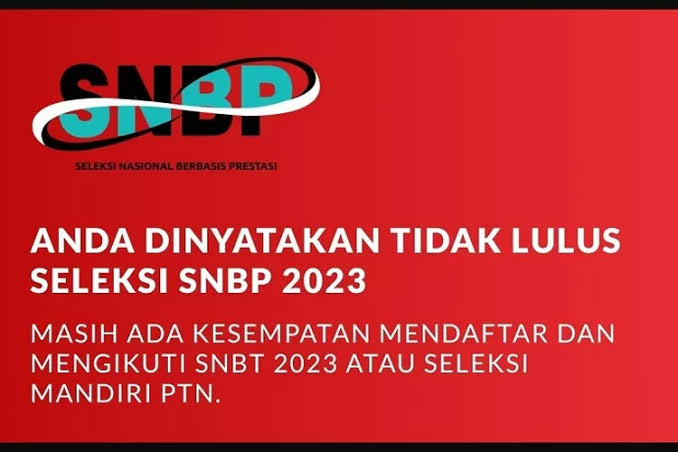 SNBP
SELEKSI NASIONAL BERBASIS PRESTASI
ANDA DINYATAKAN TIDAK LULUS
SELEKSI SNBP 2023
MASIH ADA KESEMPATAN MENDAFTAR DAN
MENGIKUTI SNBT 2023 ATAU SELEKSI
MANDIRI PTN.